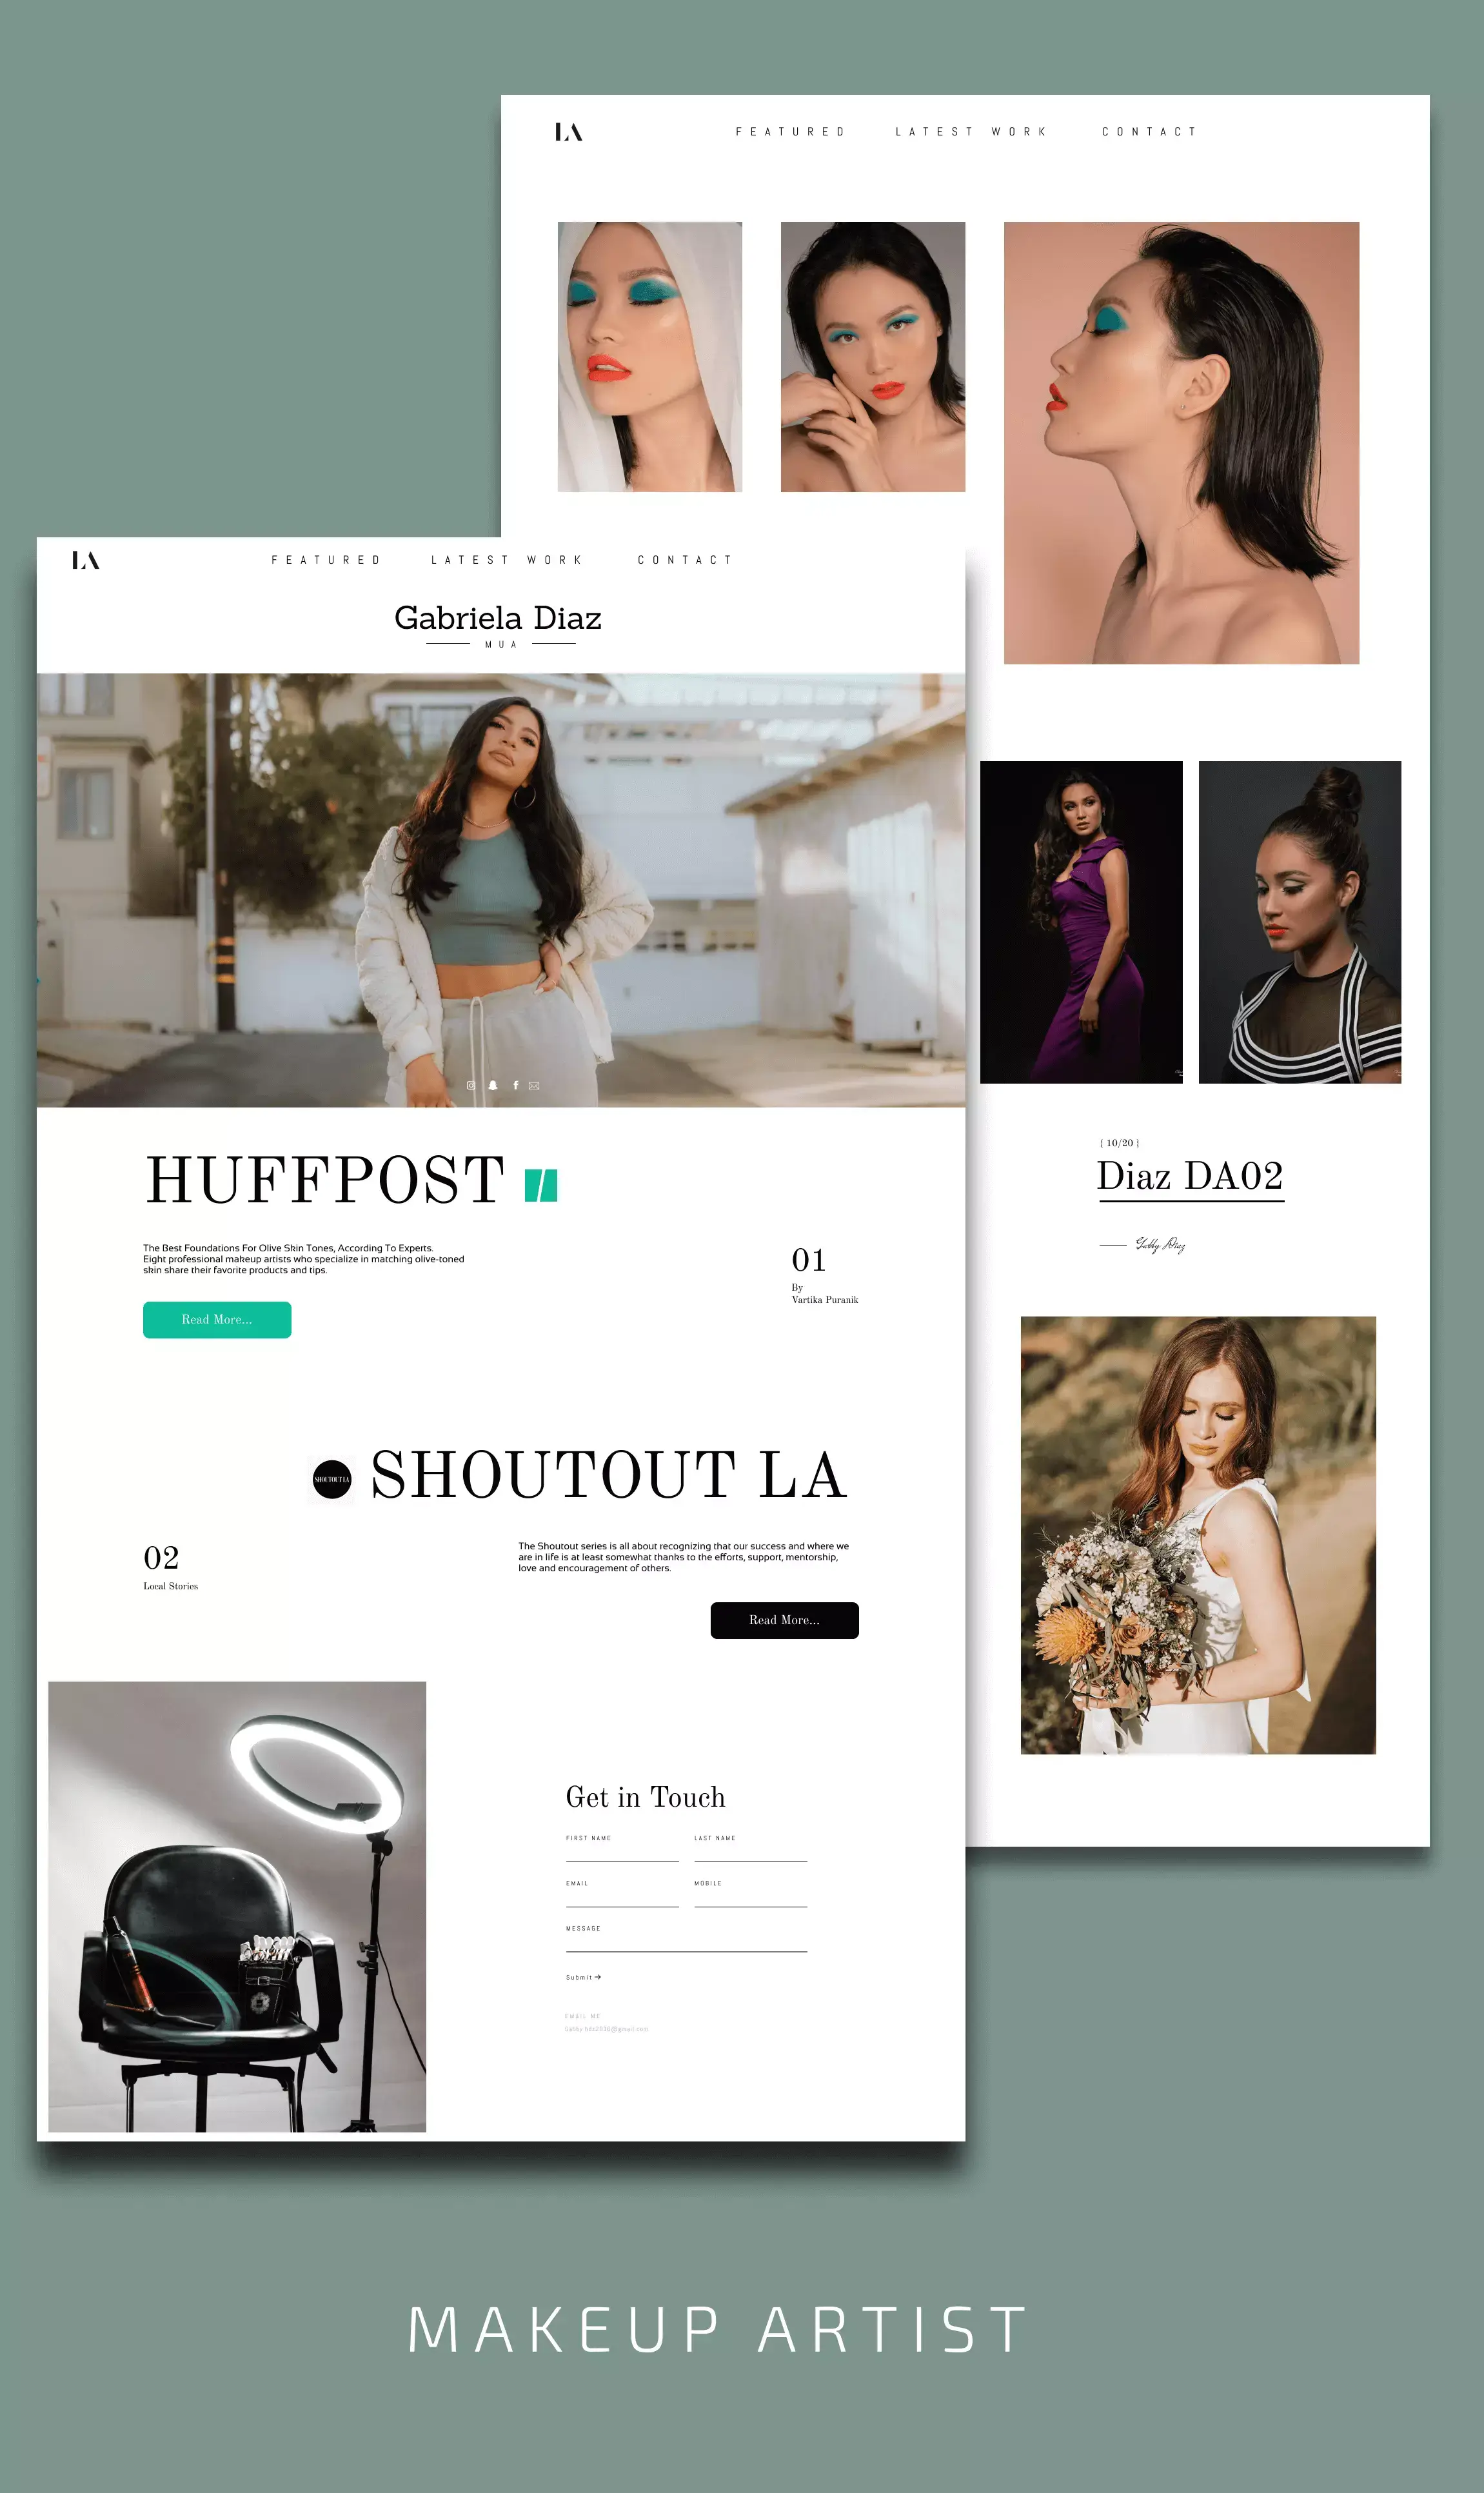 LA
FEATURED LATEST WORK CONTACT
LA
FEATURED LATEST WORK CONTACT
Gabriela Diaz
MUA
HUFFPOST
The Best Foundations For Olive Skin Tones, According To Experts.
Eight professional makeup artists who specialize in matching olive-toned
skin share their favorite products and tips.
Read More...
01
By
Vartika Puranik
SHOUTOUT LA
SHOUTOUT LA
02
Local Stories
The Shoutout series is all about recognizing that our success and where we
are in life is at least somewhat thanks to the efforts, support, mentorship,
love and encouragement of others.
Read More...
Get in Touch
FIRST NAME LAST NAME
EMAIL MOBILE
MESSAGE
Submit →
EMAIL ME
{ 10/20 }
Diaz DA02
Gabby Diaz
MAKEUP ARTIST